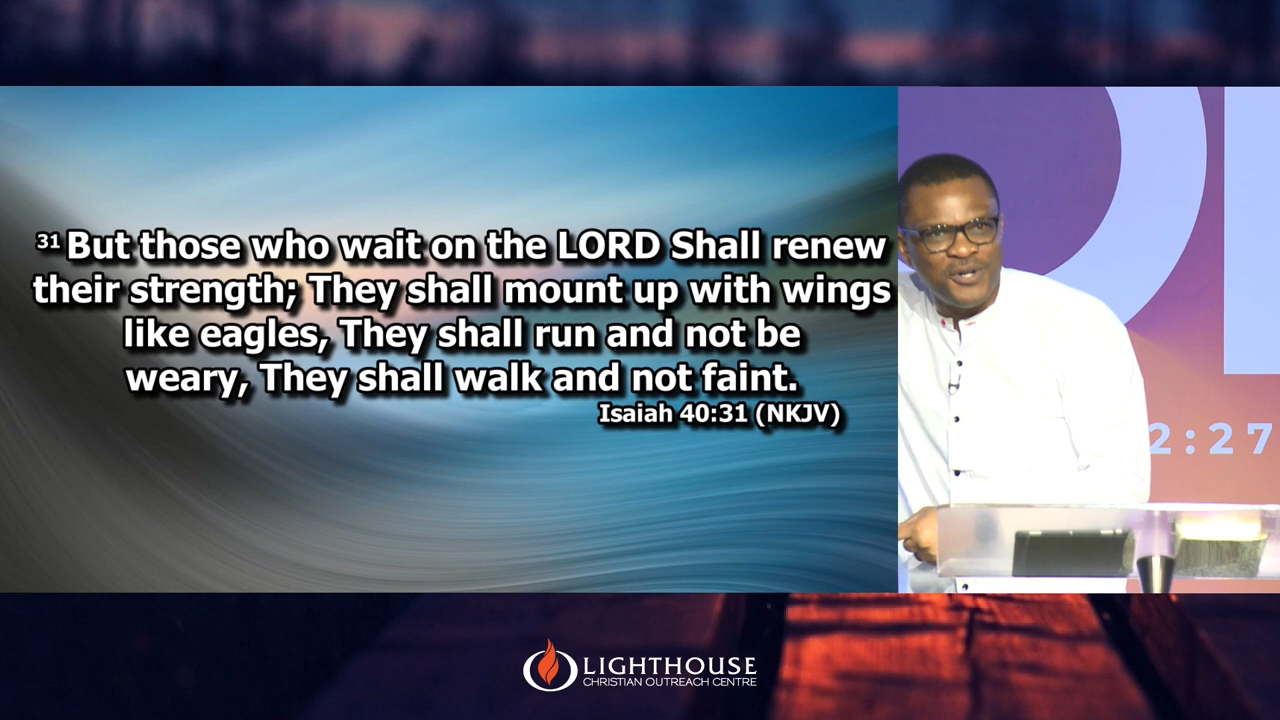 31 But those who wait on the LORD Shall renew
their strength; They shall mount up with wings
like eagles, They shall run and not be
weary, They shall walk and not faint.
Isaiah 40:31 (NKJV)
2:27
LIGHTHOUSE
CHRISTIAN OUTREACH CENTRE